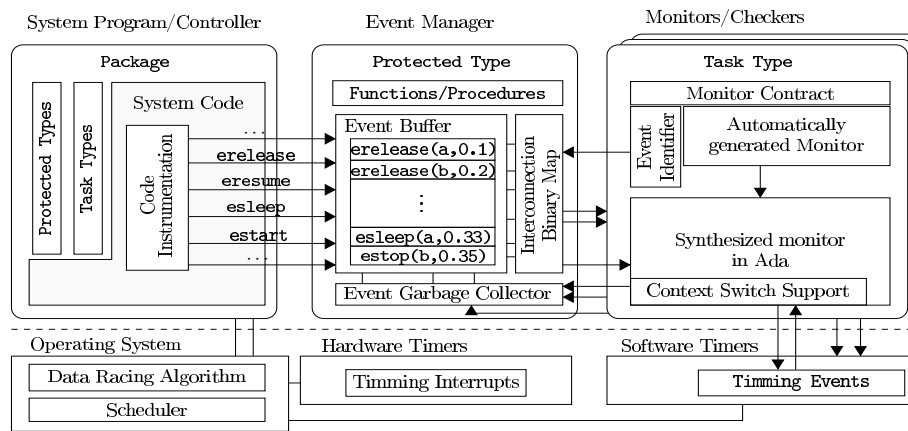 System Program/Controller
Event Manager
Monitors/Checkers
Package
Protected Types
Task Types
System Code
Code
Instrumentation
...
erelease
eresume
esleep
estart
...
Protected Type
Functions/Procedures
Event Buffer
erelease(a,0.1)
erelease(b,0.2)
⋮
esleep(a,0.33)
estop(b,0.35)
Interconnection
Binary Map
Event Garbage Collector
Task Type
Monitor Contract
Event
Identifier
Automatically
generated Monitor
Synthesized monitor
in Ada
Context Switch Support
Operating System
Data Racing Algorithm
Scheduler
Hardware Timers
Timming Interrupts
Software Timers
Timming Events